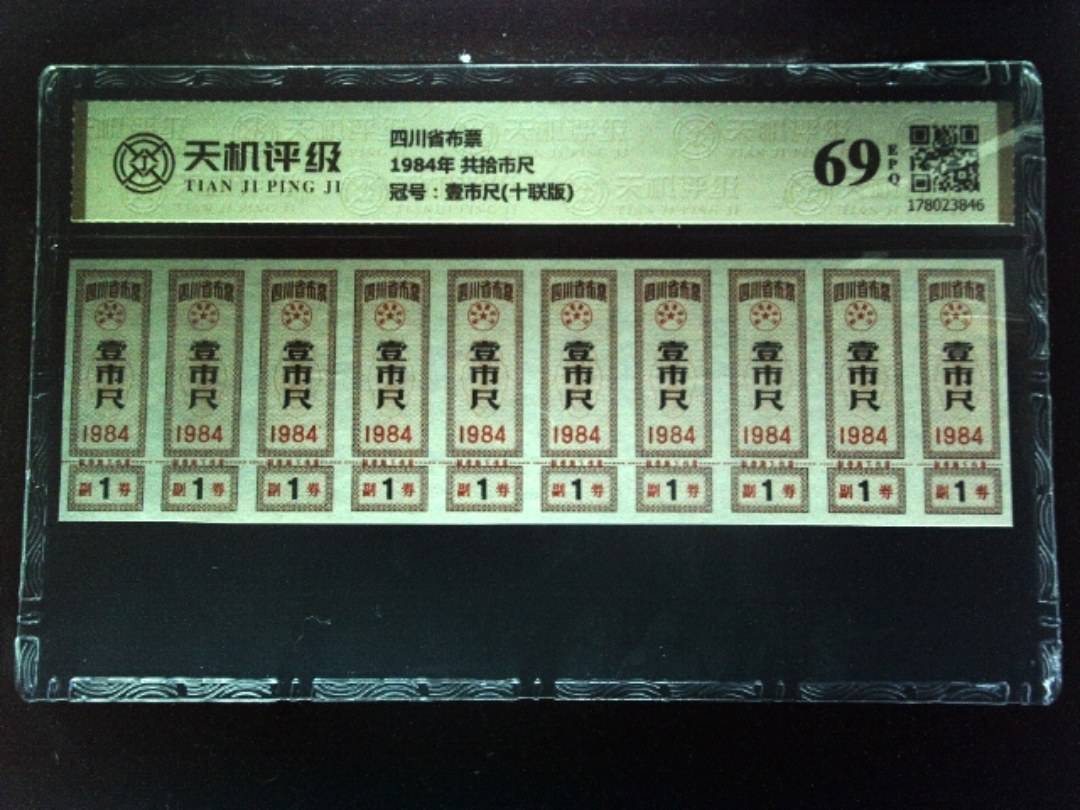 天机评级
TIAN JI PING JI
四川省布票
1984年 共拾市尺
冠号：壹市尺(十联版)
69
EPQ
178023846
四川省布票 四川省布票 四川省布票 四川省布票 四川省布票 四川省布票 四川省布票 四川省布票 四川省布票 四川省布票
壹市尺 壹市尺 壹市尺 壹市尺 壹市尺 壹市尺 壹市尺 壹市尺 壹市尺 壹市尺
1984 1984 1984 1984 1984 1984 1984 1984 1984 1984
副1券 副1券 副1券 副1券 副1券 副1券 副1券 副1券 副1券 副1券